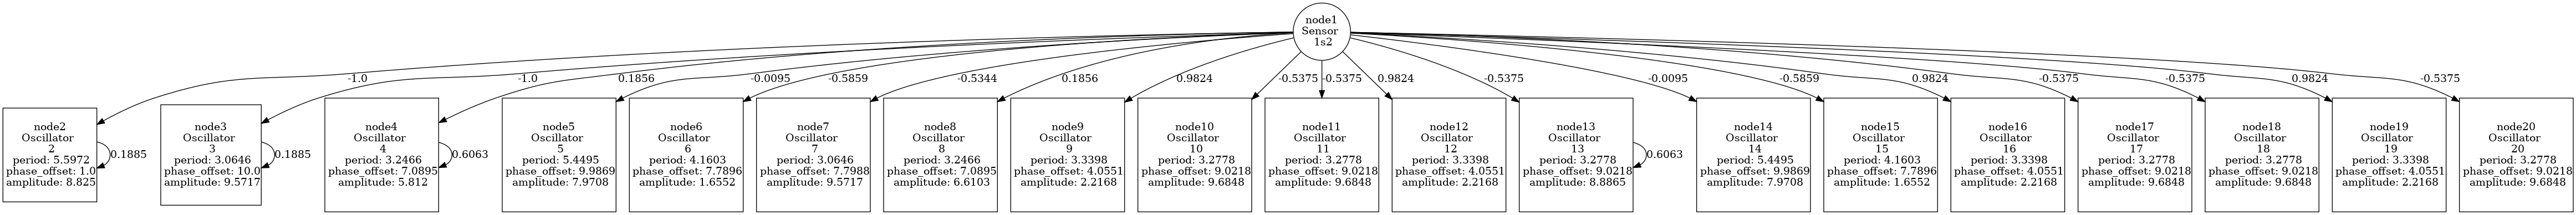 node1
Sensor
1s2
-1.0
-1.0
0.1856
-0.0095
-0.5859
-0.5344
0.1856
0.9824
-0.5375
-0.5375
0.9824
-0.5375
-0.0095
-0.5859
0.9824
-0.5375
-0.5375
0.9824
-0.5375
node2
Oscillator
2
period: 5.5972
phase_offset: 1.0
amplitude: 8.825
0.1885
node3
Oscillator
3
period: 3.0646
phase_offset: 10.0
amplitude: 9.5717
0.1885
node4
Oscillator
4
period: 3.2466
phase_offset: 7.0895
amplitude: 5.812
0.6063
node5
Oscillator
5
period: 5.4495
phase_offset: 9.9869
amplitude: 7.9708
node6
Oscillator
6
period: 4.1603
phase_offset: 7.7896
amplitude: 1.6552
node7
Oscillator
7
period: 3.0646
phase_offset: 7.7988
amplitude: 9.5717
node8
Oscillator
8
period: 3.2466
phase_offset: 7.0895
amplitude: 6.6103
node9
Oscillator
9
period: 3.3398
phase_offset: 4.0551
amplitude: 2.2168
node10
Oscillator
10
period: 3.2778
phase_offset: 9.0218
amplitude: 9.6848
node11
Oscillator
11
period: 3.2778
phase_offset: 9.0218
amplitude: 9.6848
node12
Oscillator
12
period: 3.3398
phase_offset: 4.0551
amplitude: 2.2168
node13
Oscillator
13
period: 3.2778
phase_offset: 9.0218
amplitude: 8.8865
0.6063
node14
Oscillator
14
period: 5.4495
phase_offset: 9.9869
amplitude: 7.9708
node15
Oscillator
15
period: 4.1603
phase_offset: 7.7896
amplitude: 1.6552
node16
Oscillator
16
period: 3.3398
phase_offset: 4.0551
amplitude: 2.2168
node17
Oscillator
17
period: 3.2778
phase_offset: 9.0218
amplitude: 9.6848
node18
Oscillator
18
period: 3.2778
phase_offset: 9.0218
amplitude: 9.6848
node19
Oscillator
19
period: 3.3398
phase_offset: 4.0551
amplitude: 2.2168
node20
Oscillator
20
period: 3.2778
phase_offset: 9.0218
amplitude: 9.6848